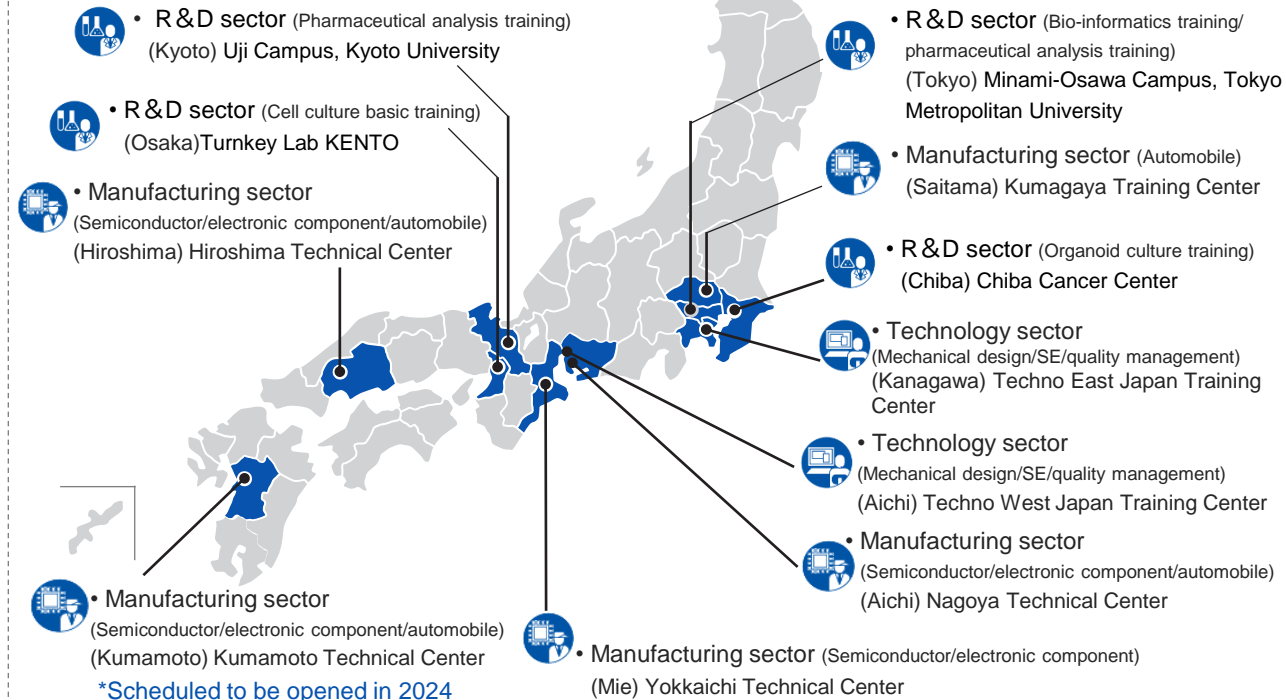 • R&D sector (Pharmaceutical analysis training)
(Kyoto) Uji Campus, Kyoto University
• R&D sector (Cell culture basic training)
(Osaka)Turnkey Lab KENTO
• Manufacturing sector
(Semiconductor/electronic component/automobile)
(Hiroshima) Hiroshima Technical Center
• Manufacturing sector
(Semiconductor/electronic component/automobile)
(Kumamoto) Kumamoto Technical Center
*Scheduled to be opened in 2024
• R&D sector (Bio-informatics training/
pharmaceutical analysis training)
(Tokyo) Minami-Osawa Campus, Tokyo
Metropolitan University
• Manufacturing sector (Automobile)
(Saitama) Kumagaya Training Center
• R&D sector (Organoid culture training)
(Chiba) Chiba Cancer Center
• Technology sector
(Mechanical design/SE/quality management)
(Kanagawa) Techno East Japan Training
Center
• Technology sector
(Mechanical design/SE/quality management)
(Aichi) Techno West Japan Training Center
• Manufacturing sector
(Semiconductor/electronic component/automobile)
(Aichi) Nagoya Technical Center
• Manufacturing sector (Semiconductor/electronic component)
(Mie) Yokkaichi Technical Center